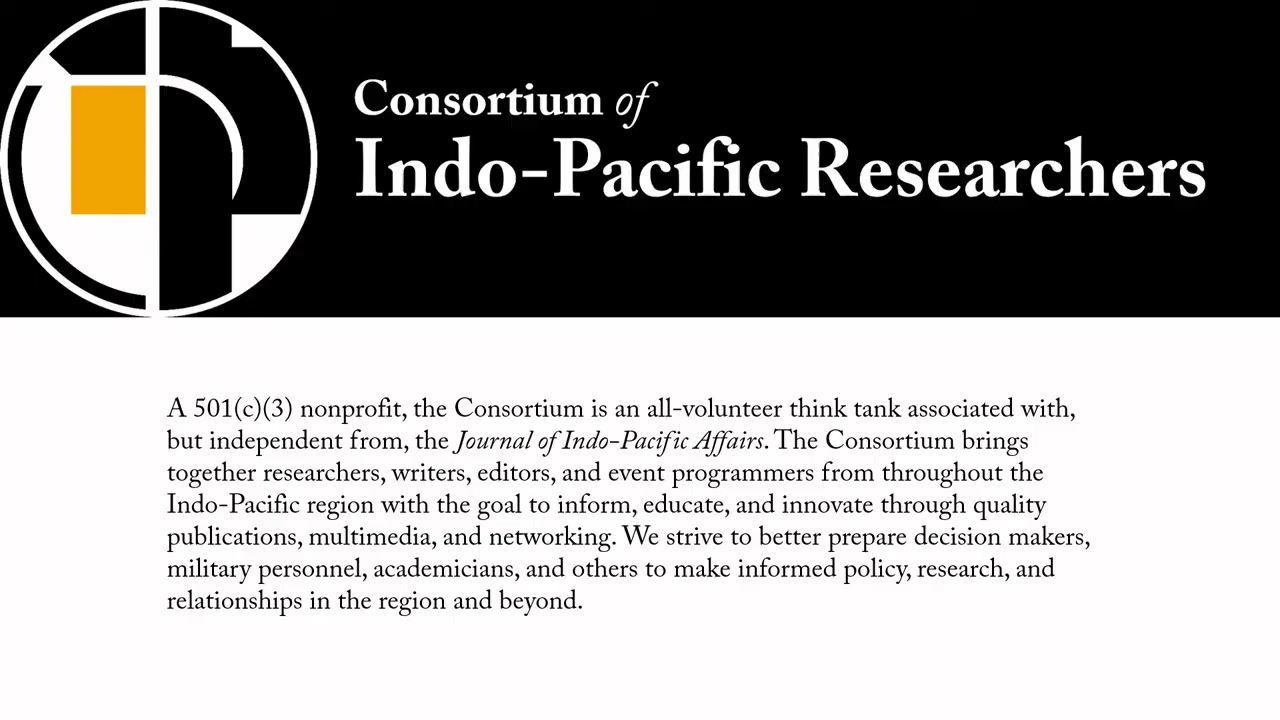 Consortium of
Indo-Pacific Researchers
A 501(c)(3) nonprofit, the Consortium is an all-volunteer think tank associated with,
but independent from, the Journal of Indo-Pacific Affairs. The Consortium brings
together researchers, writers, editors, and event programmers from throughout the
Indo-Pacific region with the goal to inform, educate, and innovate through quality
publications, multimedia, and networking. We strive to better prepare decision makers,
military personnel, academicians, and others to make informed policy, research, and
relationships in the region and beyond.